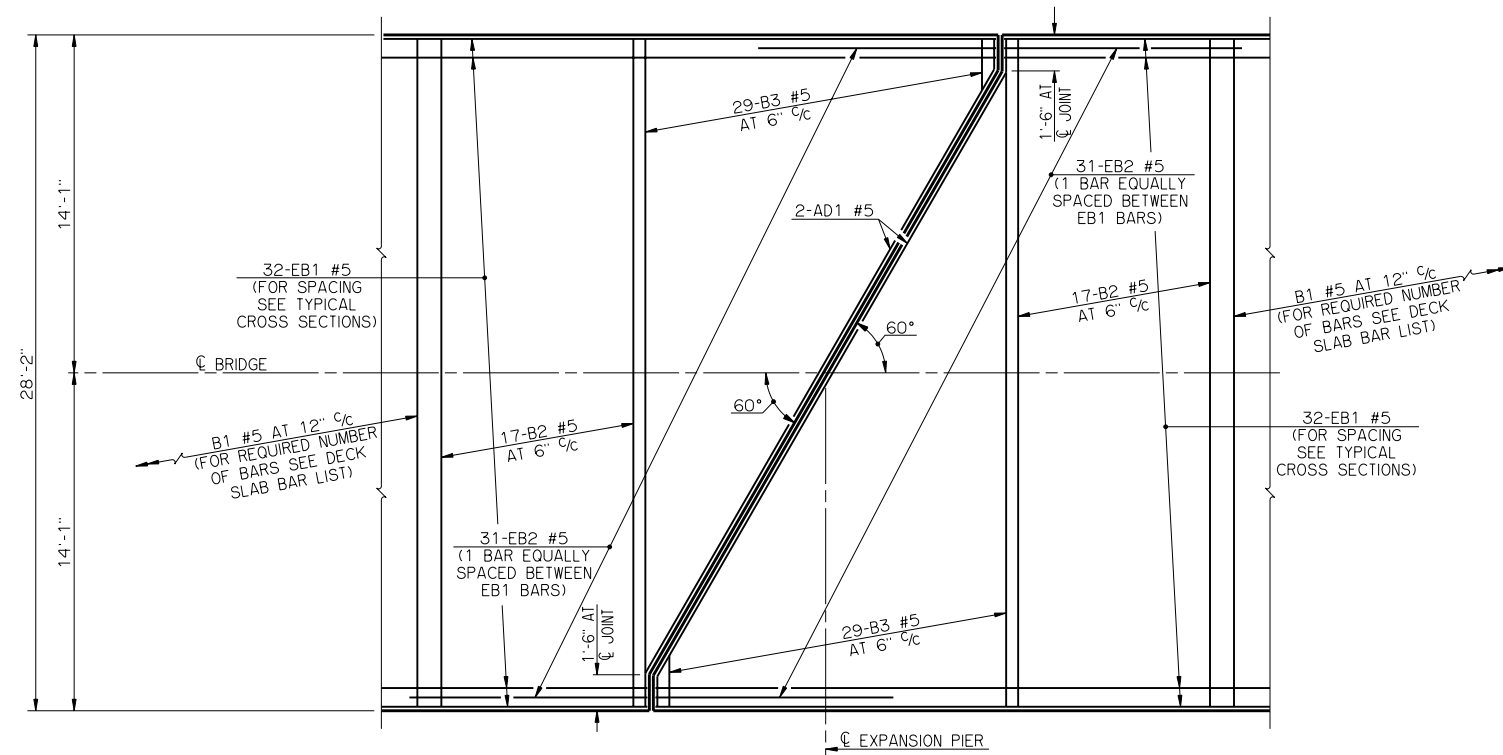 29-B3 #5
AT 6" C/C
1'-6" AT
℄ JOINT
31-EB2 #5
(1 BAR EQUALLY
SPACED BETWEEN
EB1 BARS)
14'-1"
2-AD1 #5
32-EB1 #5
(FOR SPACING
SEE TYPICAL
CROSS SECTIONS)
17-B2 #5
AT 6" C/C
B1 #5 AT 12" C/C
(FOR REQUIRED NUMBER
OF BARS SEE DECK
SLAB BAR LIST)
60°
28'-2"
℄ BRIDGE
60°
B1 #5 AT 12" C/C
(FOR REQUIRED NUMBER
OF BARS SEE DECK
SLAB BAR LIST)
17-B2 #5
AT 6" C/C
32-EB1 #5
(FOR SPACING
SEE TYPICAL
CROSS SECTIONS)
14'-1"
31-EB2 #5
(1 BAR EQUALLY
SPACED BETWEEN
EB1 BARS)
1'-6" AT
℄ JOINT
29-B3 #5
AT 6" C/C
℄ EXPANSION PIER